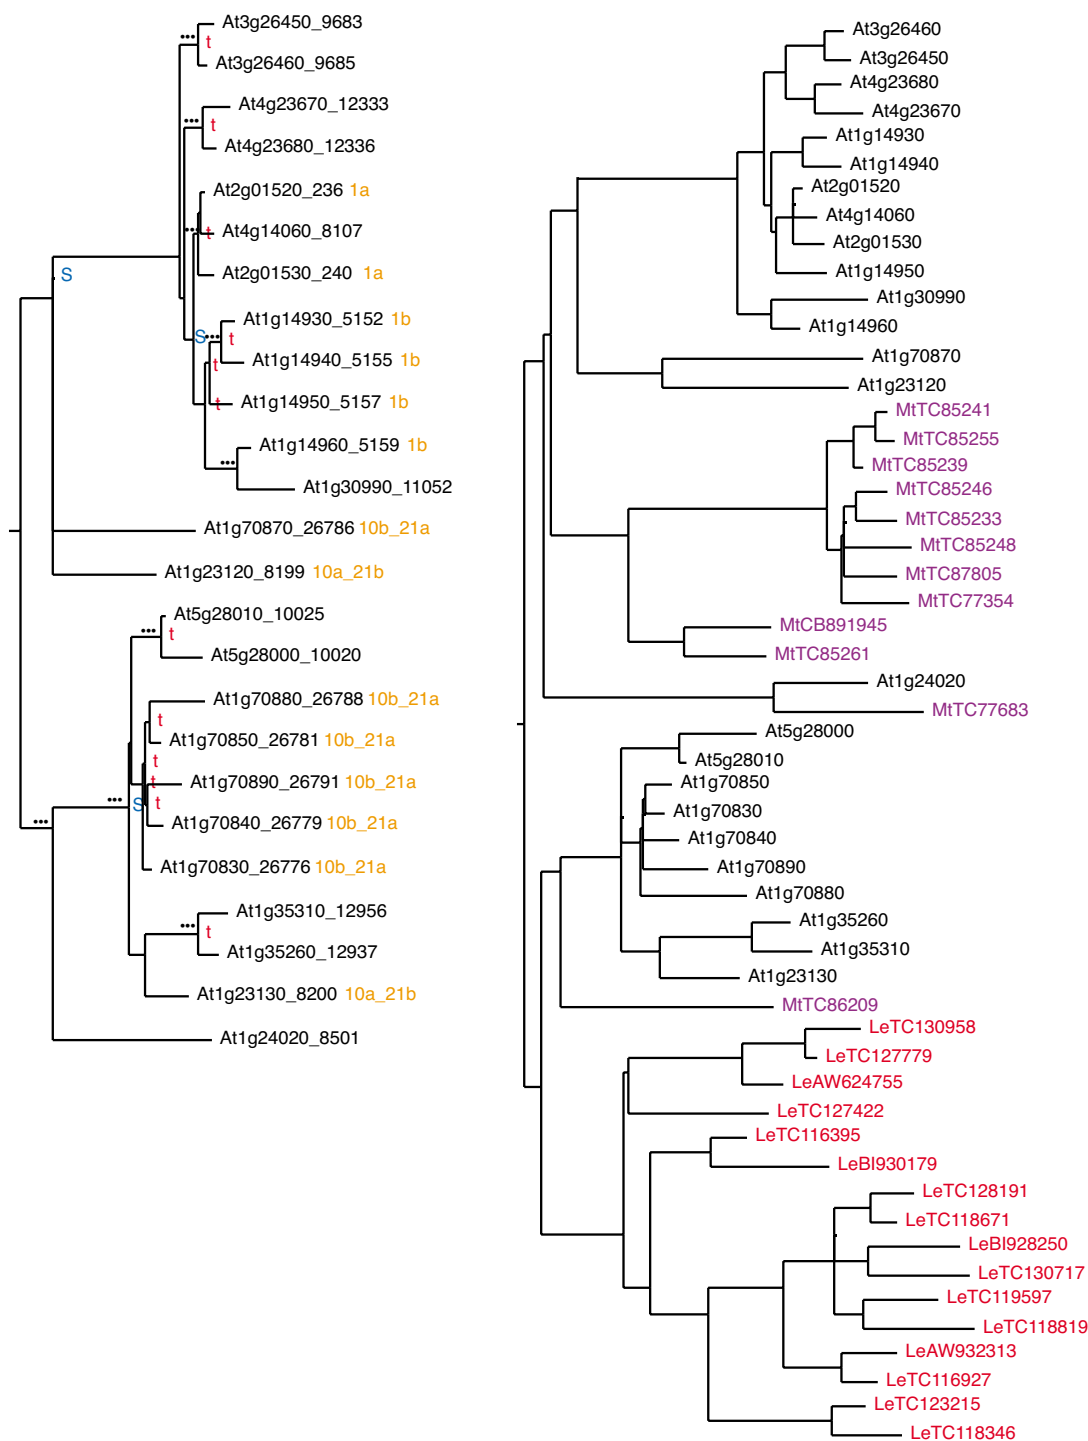 At3g26450_9683
t
At3g26460_9685
At4g23670_12333
t
At4g23680_12336
At2g01520_236 1a
At4g14060_8107
t
At2g01530_240 1a
S
At1g14930_5152 1b
S
t
At1g14940_5155 1b
t
At1g14950_5157 1b
t
At1g14960_5159 1b
At1g30990_11052
At1g70870_26786 10b_21a
At1g23120_8199 10a_21b
At5g28010_10025
t
At5g28000_10020
At1g70880_26788 10b_21a
t
At1g70850_26781 10b_21a
t
At1g70890_26791 10b_21a
t
S
t
At1g70840_26779 10b_21a
At1g70830_26776 10b_21a
At1g35310_12956
t
At1g35260_12937
At1g23130_8200 10a_21b
At1g24020_8501
At3g26460
At3g26450
At4g23680
At4g23670
At1g14930
At1g14940
At2g01520
At4g14060
At2g01530
At1g14950
At1g30990
At1g14960
At1g70870
At1g23120
MtTC85241
MtTC85255
MtTC85239
MtTC85246
MtTC85233
MtTC85248
MtTC87805
MtTC77354
MtCB891945
MtTC85261
At1g24020
MtTC77683
At5g28000
At5g28010
At1g70850
At1g70830
At1g70840
At1g70890
At1g70880
At1g35260
At1g35310
At1g23130
MtTC86209
LeTC130958
LeTC127779
LeAW624755
LeTC127422
LeTC116395
LeBI930179
LeTC128191
LeTC118671
LeBI928250
LeTC130717
LeTC119597
LeTC118819
LeAW932313
LeTC116927
LeTC123215
LeTC118346